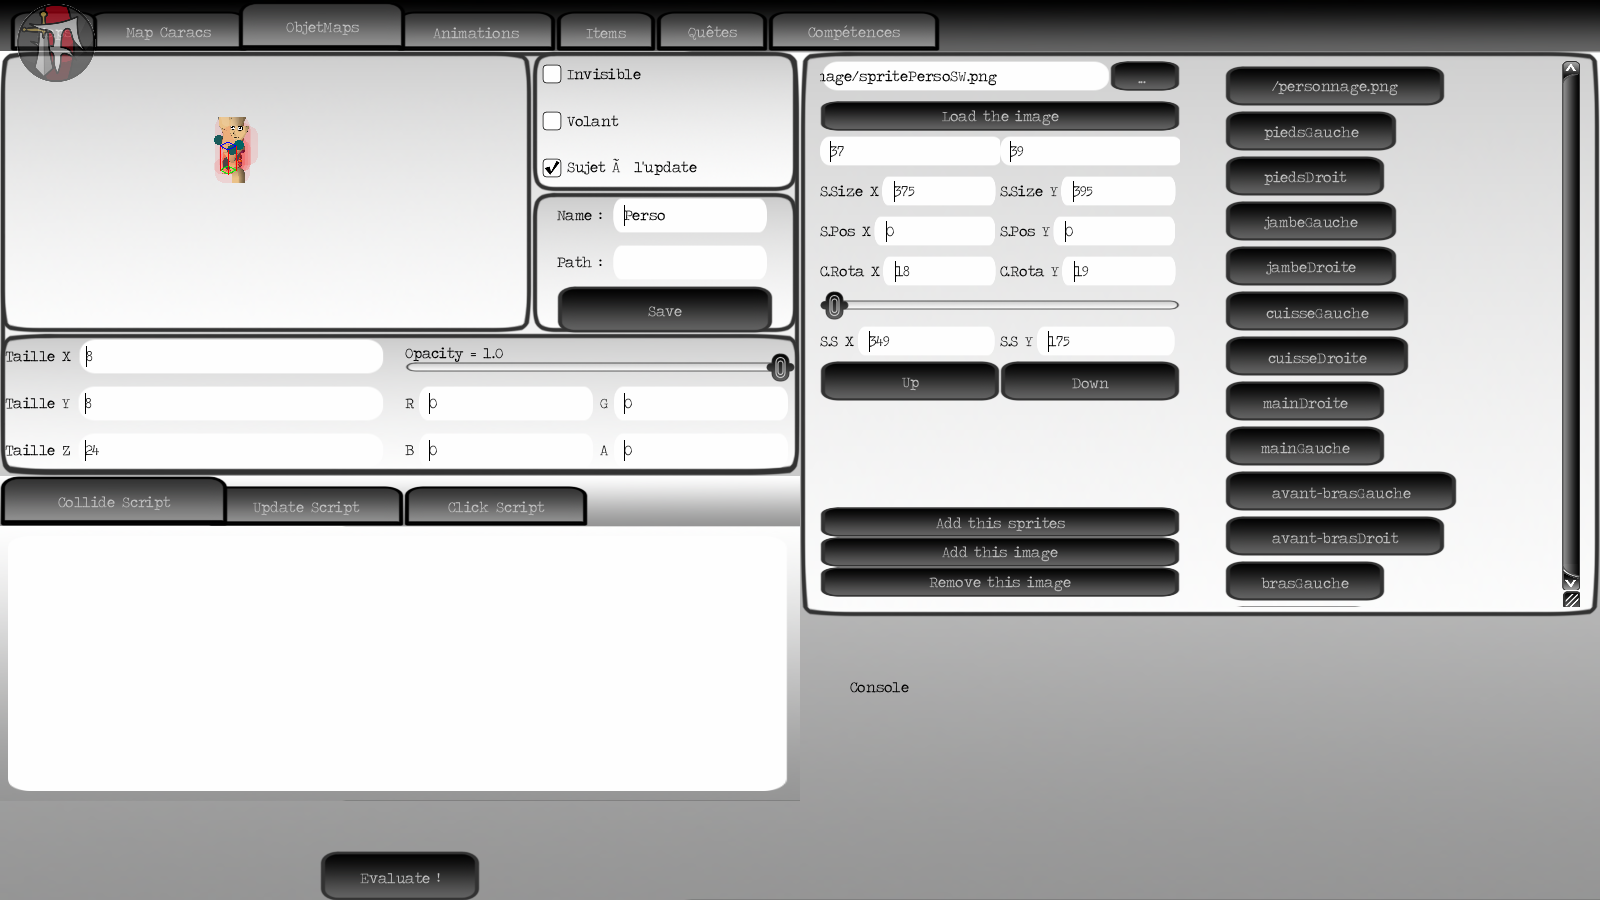 Map Caracs
ObjetMaps
Animations
Items
Quêtes
Compétences
Invisible
Volant
Sujet Ã l'update
Name :
Perso
Path :
Save
Taille X
8
Opacity = 1.0
Taille Y
8
R
0
G
0
Taille Z
24
B
0
A
0
Collide Script
Update Script
Click Script
Evaluate !
nage/spritePersoSW.png
...
Load the image
37
39
S.Size X
375
S.Size Y
395
S.Pos X
0
S.Pos Y
0
C.Rota X
18
C.Rota Y
19
S.S X
349
S.S Y
175
Up
Down
Add this sprites
Add this image
Remove this image
/personnage.png
piedsGauche
piedsDroit
jambeGauche
jambeDroite
cuisseGauche
cuisseDroite
mainDroite
mainGauche
avant-brasGauche
avant-brasDroit
brasGauche
Console